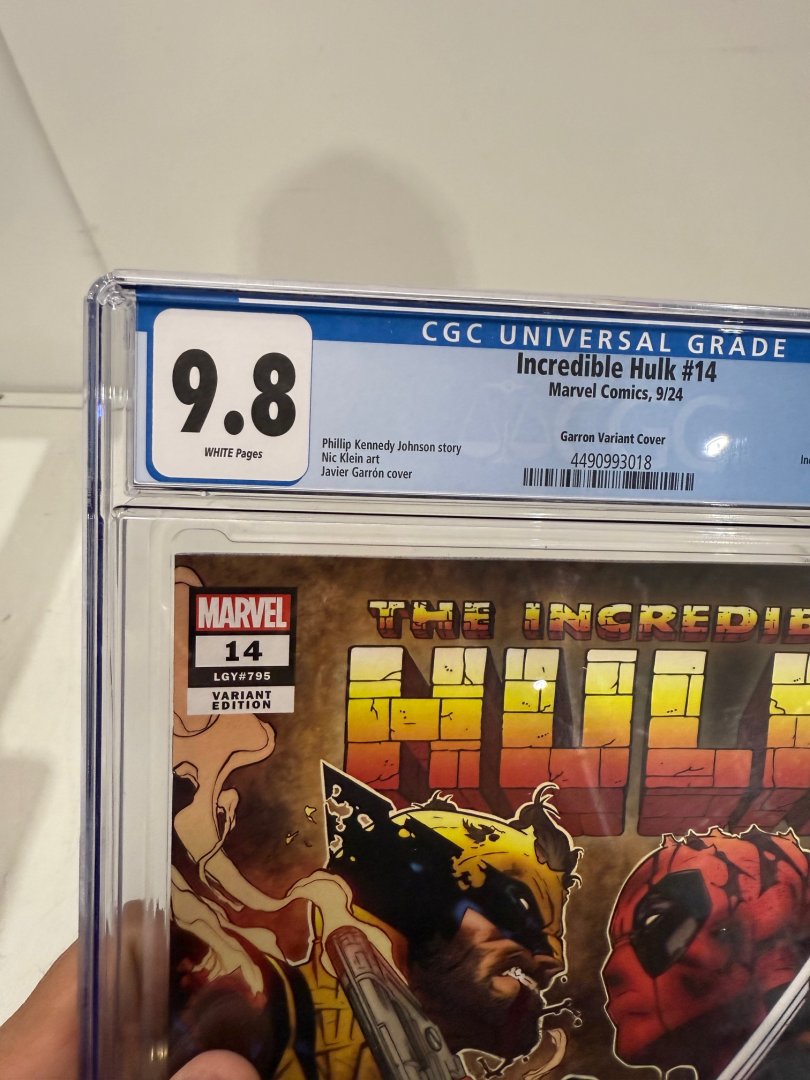 CGC UNIVERSAL GRADE
9.8
WHITE Pages
Incredible Hulk #14
Marvel Comics, 9/24
Garron Variant Cover
4490993018
Phillip Kennedy Johnson story
Nic Klein art
Javier Garrón cover
MARVEL
14
LGY#795
VARIANT
EDITION
THE INCREDIB
HUL